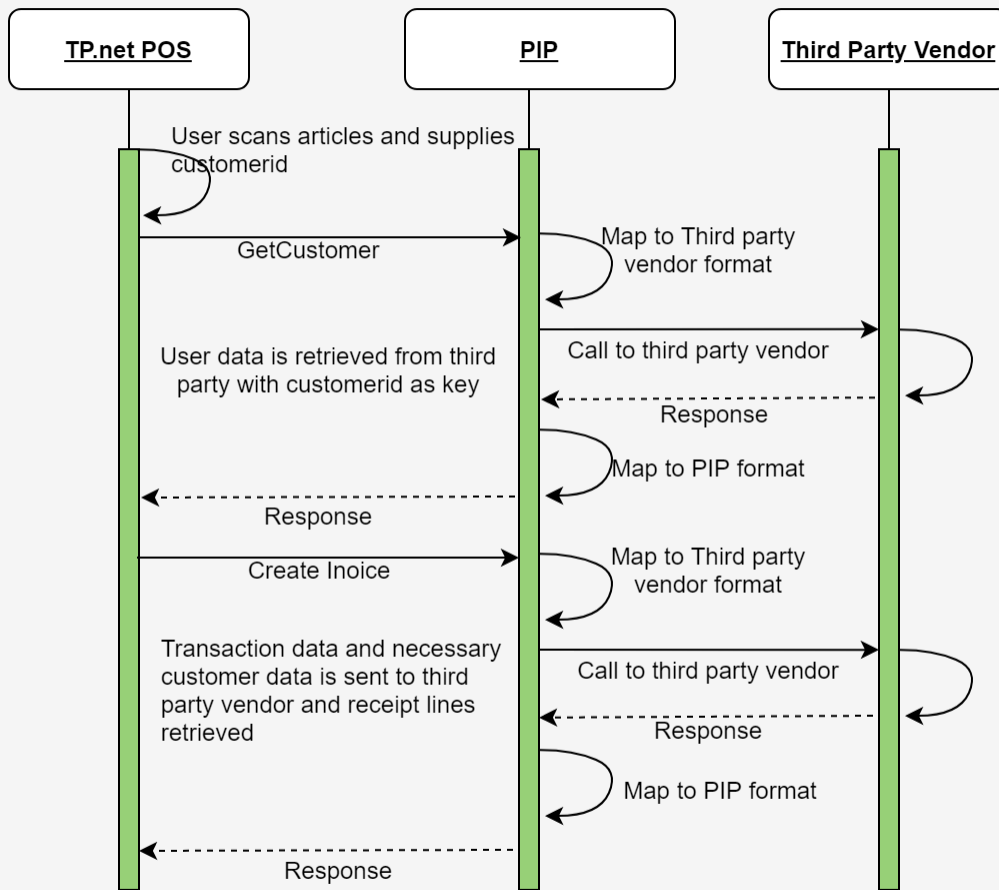 TP.net POS
PIP
Third Party Vendor
User scans articles and supplies
customerid
GetCustomer
Map to Third party
vendor format
Call to third party vendor
User data is retrieved from third
party with customerid as key
Response
Map to PIP format
Response
Create Inoice
Map to Third party
vendor format
Transaction data and necessary
customer data is sent to third
party vendor and receipt lines
retrieved
Call to third party vendor
Response
Map to PIP format
Response